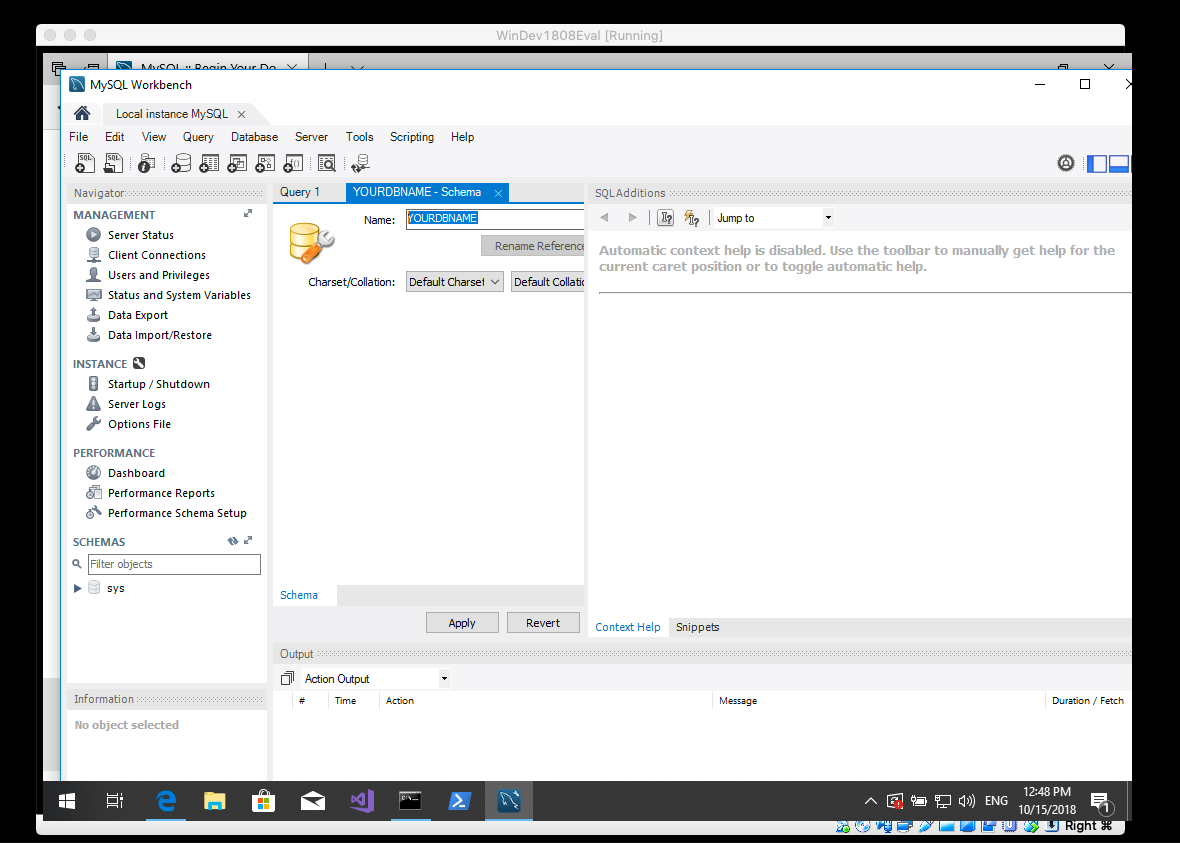 WinDev1808Eval [Running]
MySQL :: Begin Your Do
MySQL Workbench
Local instance MySQL
File Edit View Query Database Server Tools Scripting Help
Navigator
MANAGEMENT
Server Status
Client Connections
Users and Privileges
Status and System Variables
Data Export
Data Import/Restore
INSTANCE
Startup / Shutdown
Server Logs
Options File
PERFORMANCE
Dashboard
Performance Reports
Performance Schema Setup
SCHEMAS
Filter objects
sys
Information
No object selected
Query 1
YOURDBNAME - Schema
Name: YOURDBNAME
Rename Reference
Charset/Collation: Default Charset Default Collatio
Schema
Apply Revert
SQLAdditions
Jump to
Automatic context help is disabled. Use the toolbar to manually get help for the
current caret position or to toggle automatic help.
Context Help Snippets
Output
Action Output
# Time Action Message Duration / Fetch
ENG
12:48 PM
10/15/2018
1
Right ⌘